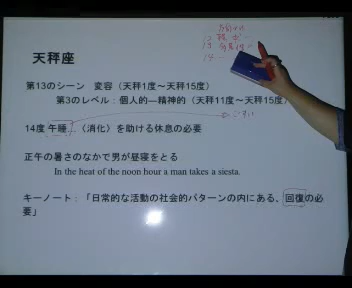 天秤座
第13のシーン 変容（天秤1度〜天秤15度）
第3のレベル：個人的―精神的（天秤11度〜天秤15度）
14度 午睡…〈消化〉を助ける休息の必要
正午の暑さのなかで男が昼寝をとる
In the heat of the noon hour a man takes a siesta.
キーノート：「日常的な活動の社会的パターンの内にある、回復の必
要」
12
13
14